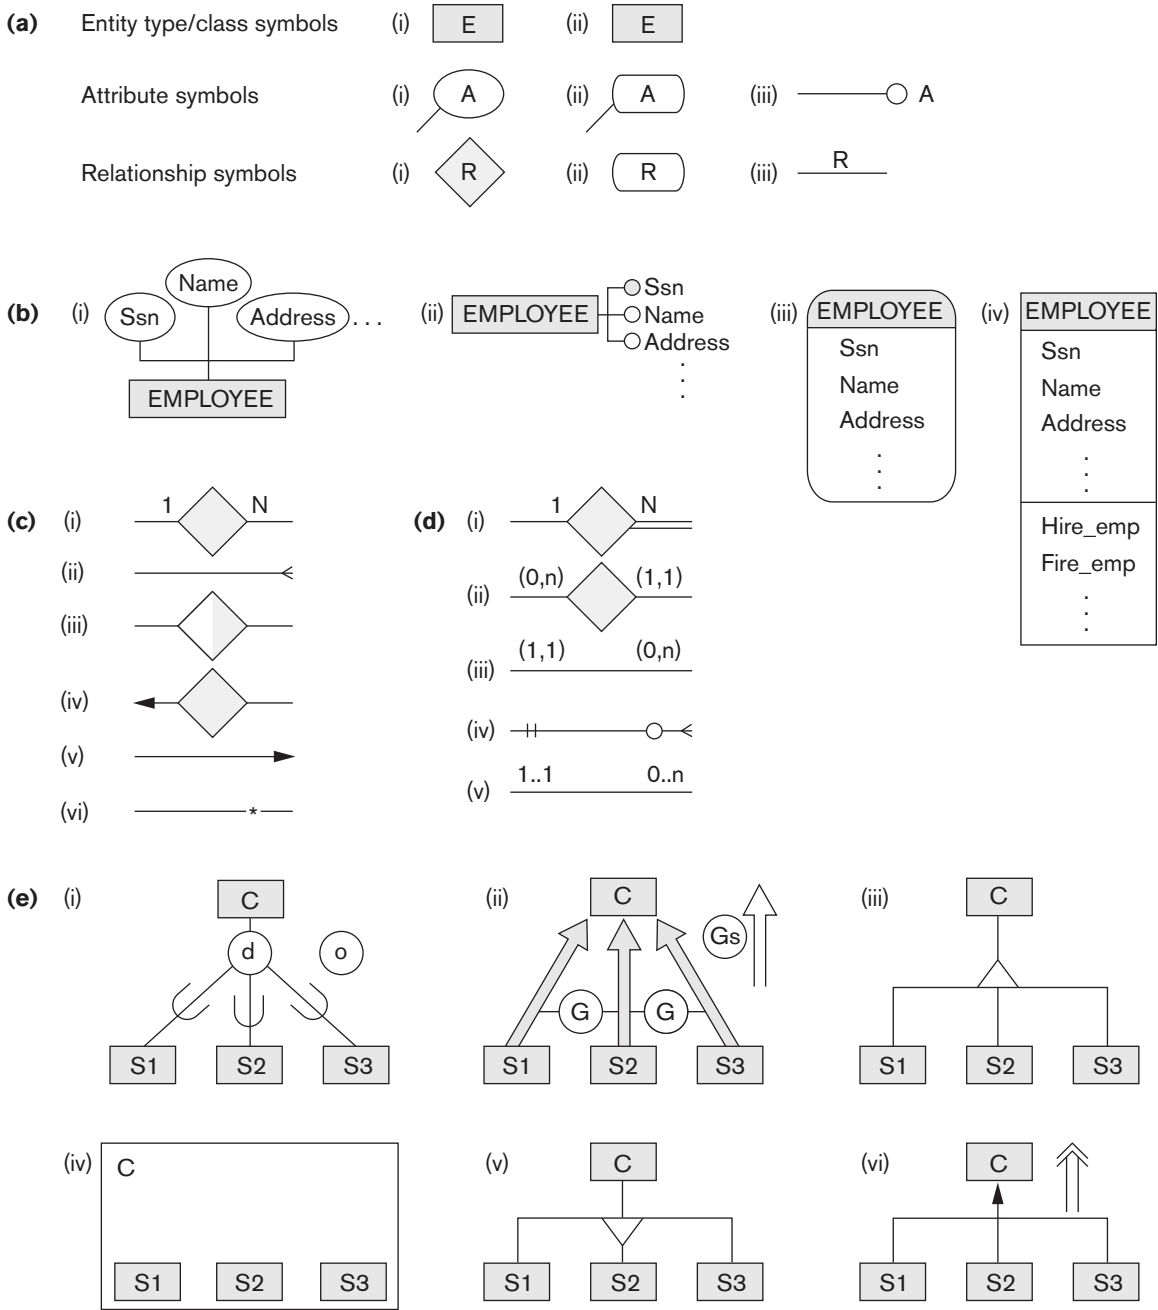 (a) Entity type/class symbols (i) E (ii) E
Attribute symbols (i) A (ii) A (iii) A
Relationship symbols (i) R (ii) R (iii) R
(b) (i) Ssn Name Address . . .
EMPLOYEE
(ii) EMPLOYEE Ssn
Name
Address
.
.
.
(iii) EMPLOYEE
Ssn
Name
Address
.
.
.
(iv) EMPLOYEE
Ssn
Name
Address
.
.
.
Hire_emp
Fire_emp
.
.
.
(c) (i) 1 N
(ii)
(iii)
(iv)
(v)
(vi) *
(d) (i) 1 N
(ii) (0,n) (1,1)
(iii) (1,1) (0,n)
(iv)
(v) 1..1 0..n
(e) (i) C
d o
S1 S2 S3
(ii) C
Gs
G G
S1 S2 S3
(iii) C
S1 S2 S3
(iv) C
S1 S2 S3
(v) C
S1 S2 S3
(vi) C
S1 S2 S3